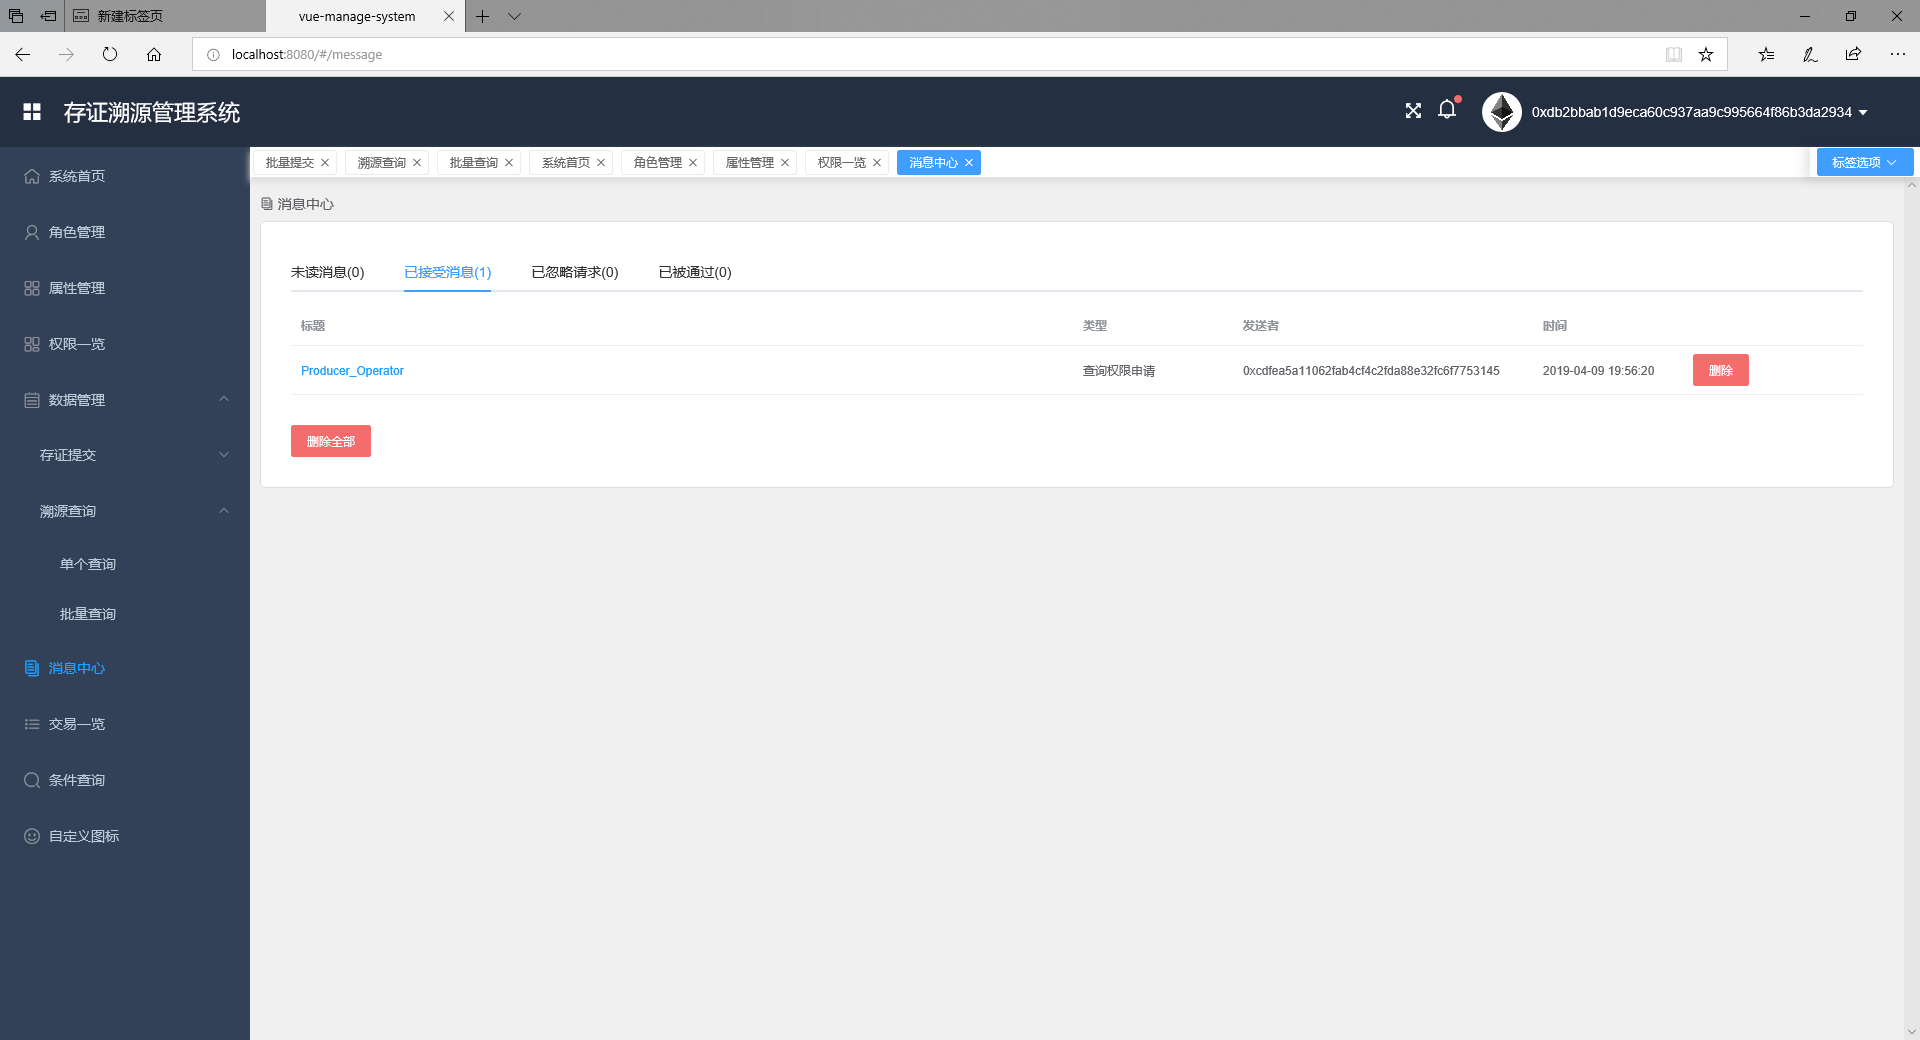 新建标签页
vue-manage-system
localhost:8080/#/message
存证溯源管理系统
0xdb2bbab1d9eca60c937aa9c995664f86b3da2934
系统首页
角色管理
属性管理
权限一览
数据管理
存证提交
溯源查询
单个查询
批量查询
消息中心
交易一览
条件查询
自定义图标
批量提交 溯源查询 批量查询 系统首页 角色管理 属性管理 权限一览 消息中心 标签选项
消息中心
未读消息(0) 已接受消息(1) 已忽略请求(0) 已被通过(0)
标题 类型 发送者 时间
Producer_Operator 查询权限申请 0xcdfea5a11062fab4cf4c2fda88e32fc6f7753145 2019-04-09 19:56:20 删除
删除全部